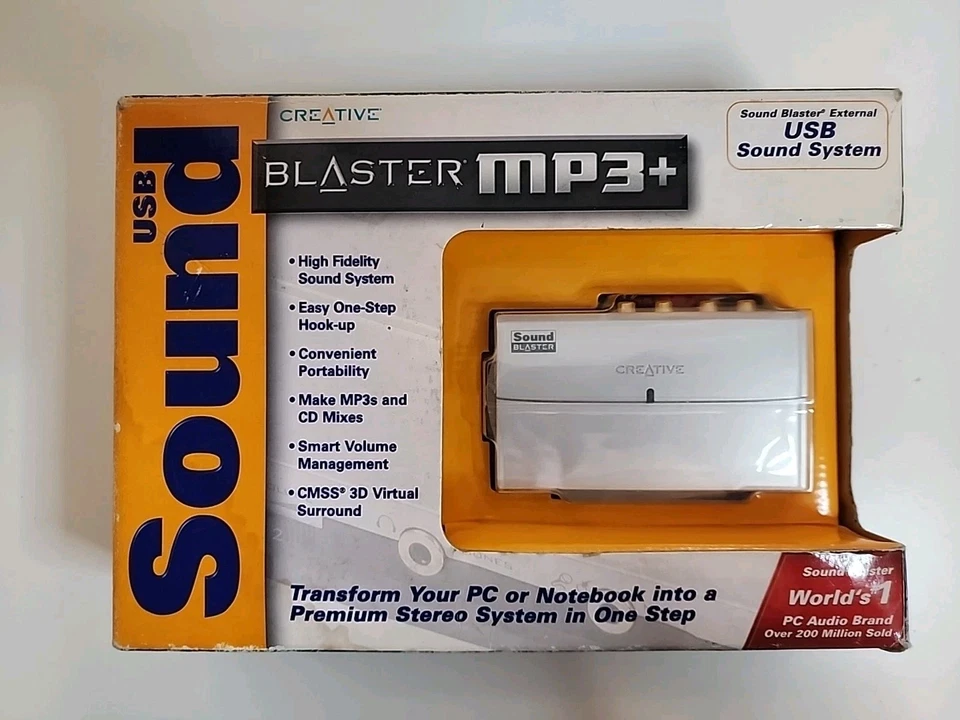 USB
Sound
CREATIVE
BLASTER® MP3+
Sound Blaster® External
USB
Sound System
• High Fidelity
Sound System
• Easy One-Step
Hook-up
• Convenient
Portability
• Make MP3s and
CD Mixes
• Smart Volume
Management
• CMSS® 3D Virtual
Surround
Sound
BLASTER
CREATIVE
Transform Your PC or Notebook into a
Premium Stereo System in One Step
Sound
World's 1
PC Audio Brand
Over 200 Million Sold